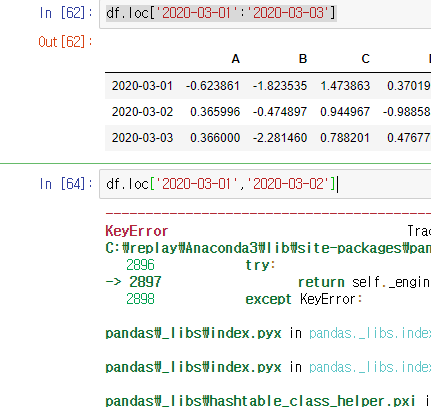 In [62]: df.loc['2020-03-01':'2020-03-03']
Out[62]:
A B C
2020-03-01 -0.623861 -1.823535 1.473863 0.37019
2020-03-02 0.365996 -0.474897 0.944967 -0.98858
2020-03-03 0.366000 -2.281460 0.788201 0.47677
In [64]: df.loc['2020-03-01','2020-03-02']
---------------------------------------------------------------------------
KeyError Trac
C:₩replay₩Anaconda3₩lib₩site-packages₩pan
2896 try:
-> 2897 return self._engin
2898 except KeyError:
pandas₩_libs₩index.pyx in pandas._libs.index
pandas₩_libs₩index.pyx in pandas._libs.index
pandas₩_libs₩hashtable_class_helper.pxi i